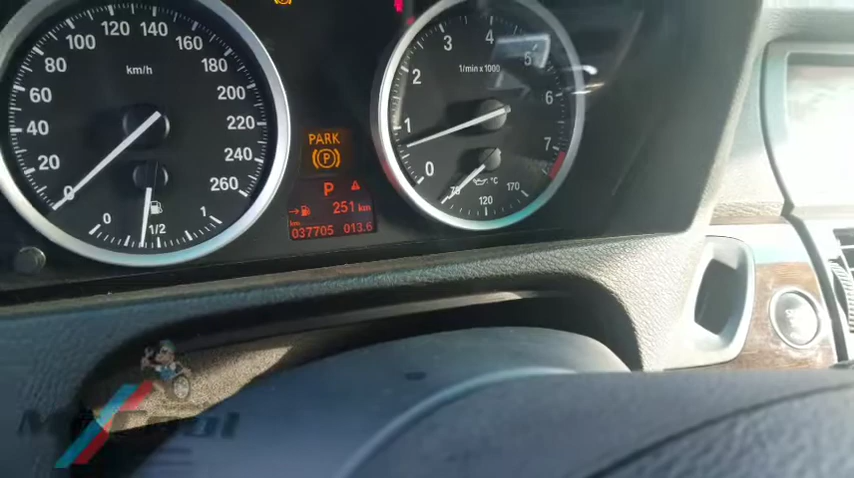 km/h
0 20 40 60 80 100 120 140 160 180 200 220 240 260
0 1/2 1
PARK
P
P
251 km
km
037705 013.6
1/min x 1000
0 1 2 3 4 5 6 7
120 170 °C